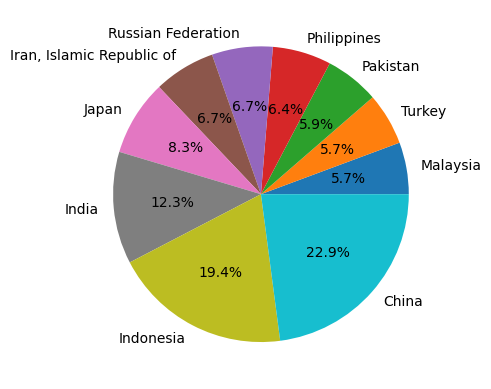 Russian Federation
Philippines
Iran, Islamic Republic of
Pakistan
Japan
Turkey
Malaysia
India
Indonesia
China
6.7%
6.7%
6.4%
5.9%
8.3%
5.7%
5.7%
12.3%
19.4%
22.9%